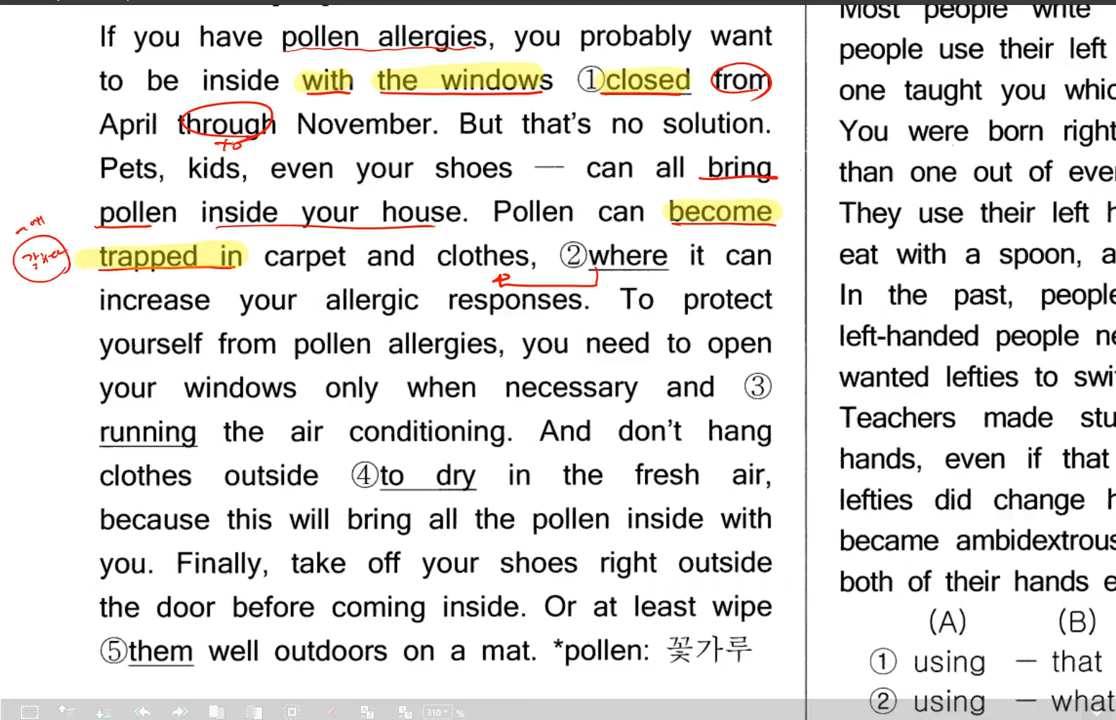 If you have pollen allergies, you probably want
to be inside with the windows ①closed from
April through November. But that's no solution.
to
Pets, kids, even your shoes — can all bring
pollen inside your house. Pollen can become
~에
갇히다
trapped in carpet and clothes, ②where it can
increase your allergic responses. To protect
yourself from pollen allergies, you need to open
your windows only when necessary and ③
running the air conditioning. And don't hang
clothes outside ④to dry in the fresh air,
because this will bring all the pollen inside with
you. Finally, take off your shoes right outside
the door before coming inside. Or at least wipe
⑤them well outdoors on a mat. *pollen: 꽃가루
Most people write
people use their left
one taught you
You were born
than one out of
They use their left
eat with a spoon,
In the past,
left-handed people
wanted lefties to
Teachers made
hands, even if that
lefties did change
became
both of their hands
(A) (B)
① using – that
② using – what
310 %